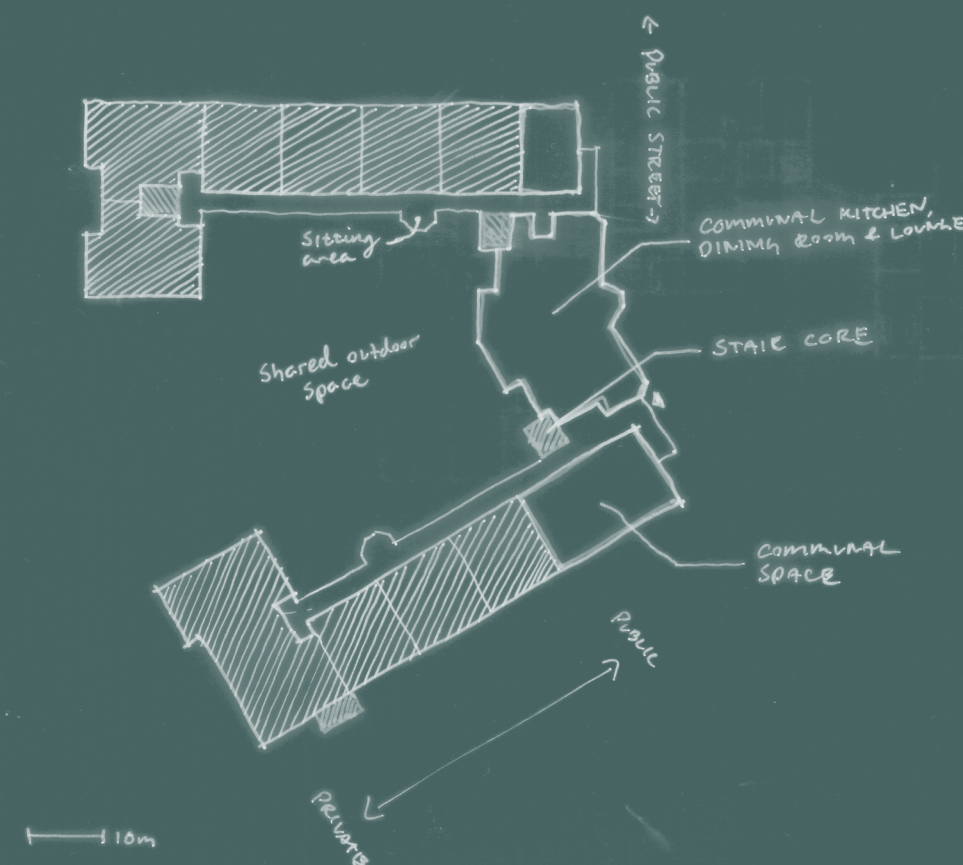 ← PUBLIC STREET →
COMMUNAL KITCHEN,
DINING ROOM & LOUNGE
Sitting
area
STAIR CORE
Shared outdoor
Space
COMMUNAL
SPACE
PUBLIC
PRIVATE
10m